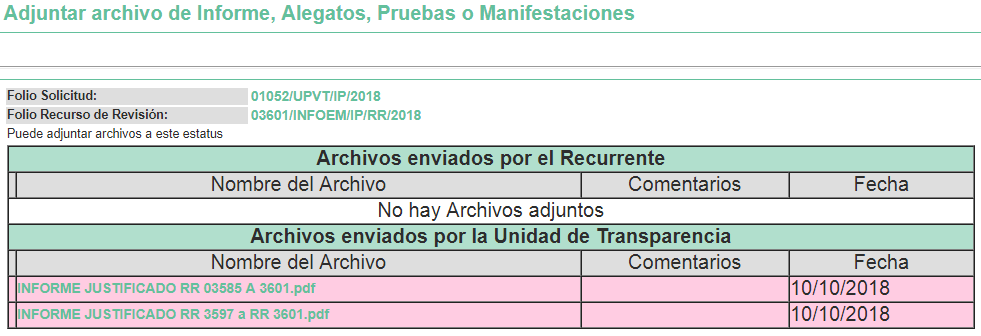 Adjuntar archivo de Informe, Alegatos, Pruebas o Manifestaciones
Folio Solicitud: 01052/UPVT/IP/2018
Folio Recurso de Revisión: 03601/INFOEM/IP/RR/2018
Puede adjuntar archivos a este estatus
Archivos enviados por el Recurrente
Nombre del Archivo Comentarios Fecha
No hay Archivos adjuntos
Archivos enviados por la Unidad de Transparencia
Nombre del Archivo Comentarios Fecha
INFORME JUSTIFICADO RR 03585 A 3601.pdf 10/10/2018
INFORME JUSTIFICADO RR 3597 a RR 3601.pdf 10/10/2018